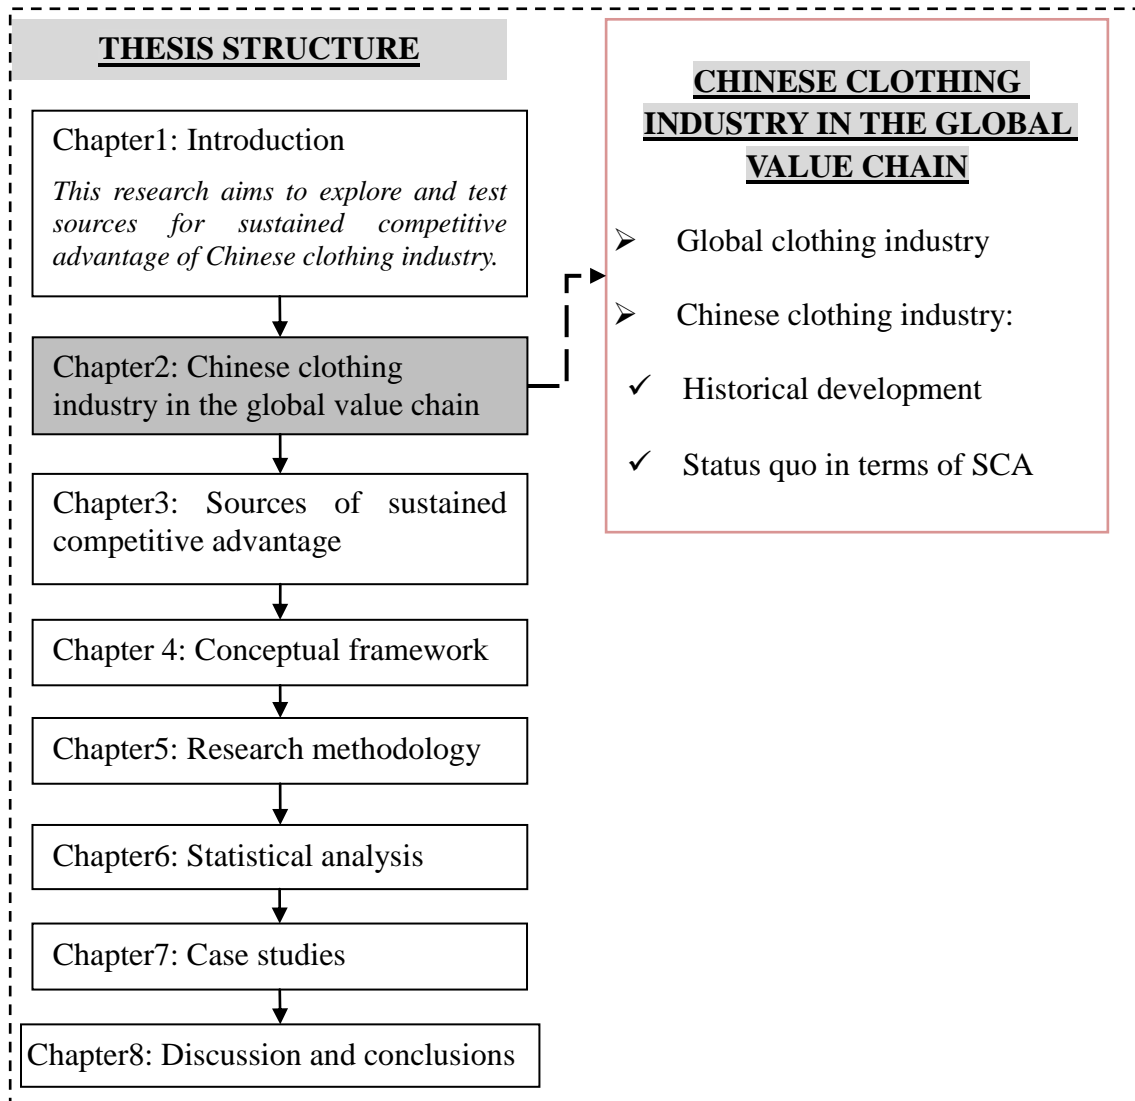 THESIS STRUCTURE
Chapter1: Introduction
This research aims to explore and test
sources for sustained competitive
advantage of Chinese clothing industry.
Chapter2: Chinese clothing
industry in the global value chain
Chapter3: Sources of sustained
competitive advantage
Chapter 4: Conceptual framework
Chapter5: Research methodology
Chapter6: Statistical analysis
Chapter7: Case studies
Chapter8: Discussion and conclusions
CHINESE CLOTHING
INDUSTRY IN THE GLOBAL
VALUE CHAIN
➢ Global clothing industry
➢ Chinese clothing industry:
✓ Historical development
✓ Status quo in terms of SCA